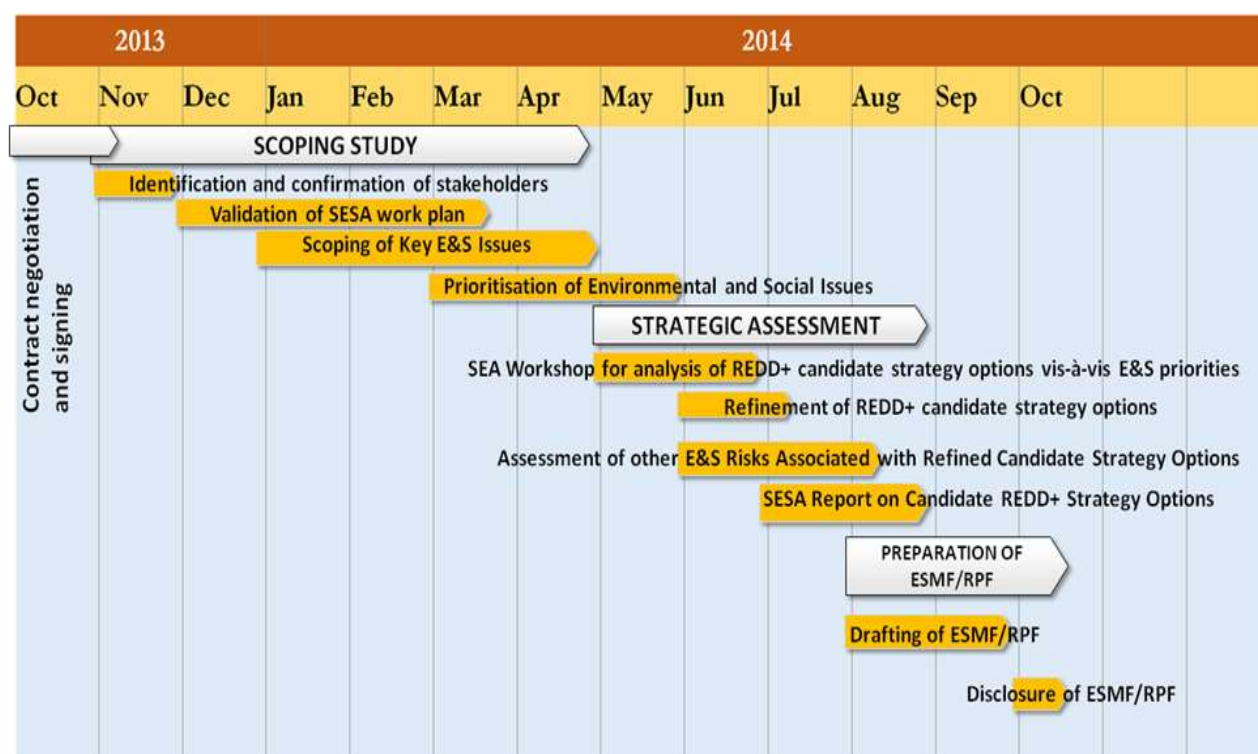 2013 2014
Oct Nov Dec Jan Feb Mar Apr May Jun Jul Aug Sep Oct
SCOPING STUDY
Contract negotiation
and signing
Identification and confirmation of stakeholders
Validation of SESA work plan
Scoping of Key E&S Issues
Prioritisation of Environmental and Social Issues
STRATEGIC ASSESSMENT
SEA Workshop for analysis of REDD+ candidate strategy options vis-à-vis E&S priorities
Refinement of REDD+ candidate strategy options
Assessment of other E&S Risks Associated with Refined Candidate Strategy Options
SESA Report on Candidate REDD+ Strategy Options
PREPARATION OF
ESMF/RPF
Drafting of ESMF/RPF
Disclosure of ESMF/RPF